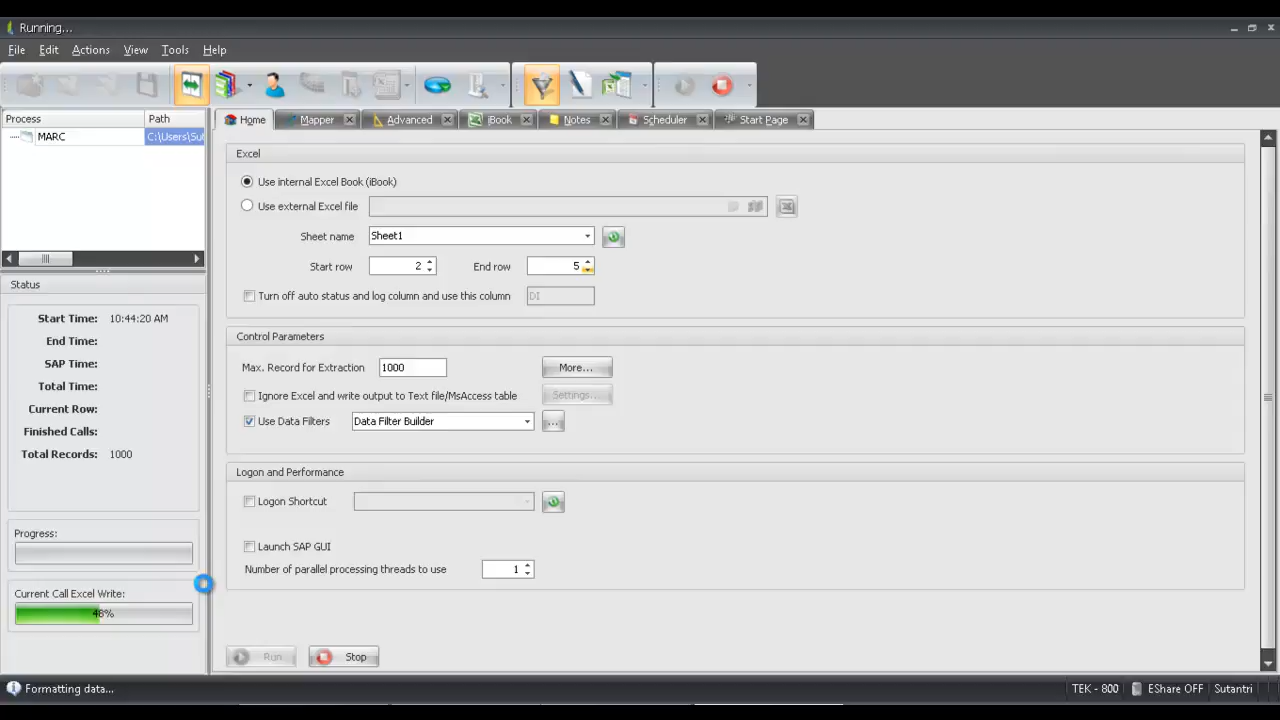 Running...
File Edit Actions View Tools Help
Process Path
MARC C:\Users\Su
Home Mapper Advanced iBook Notes Scheduler Start Page
Excel
Use internal Excel Book (iBook)
Use external Excel file
Sheet name Sheet1
Start row 2 End row 5
Turn off auto status and log column and use this column DI
Control Parameters
Max. Record for Extraction 1000 More...
Ignore Excel and write output to Text file/MsAccess table Settings...
Use Data Filters Data Filter Builder ...
Logon and Performance
Logon Shortcut
Launch SAP GUI
Number of parallel processing threads to use 1
Run Stop
Status
Start Time: 10:44:20 AM
End Time:
SAP Time:
Total Time:
Current Row:
Finished Calls:
Total Records: 1000
Progress:
Current Call Excel Write:
48%
Formatting data... TEK - 800 EShare OFF Sutantri